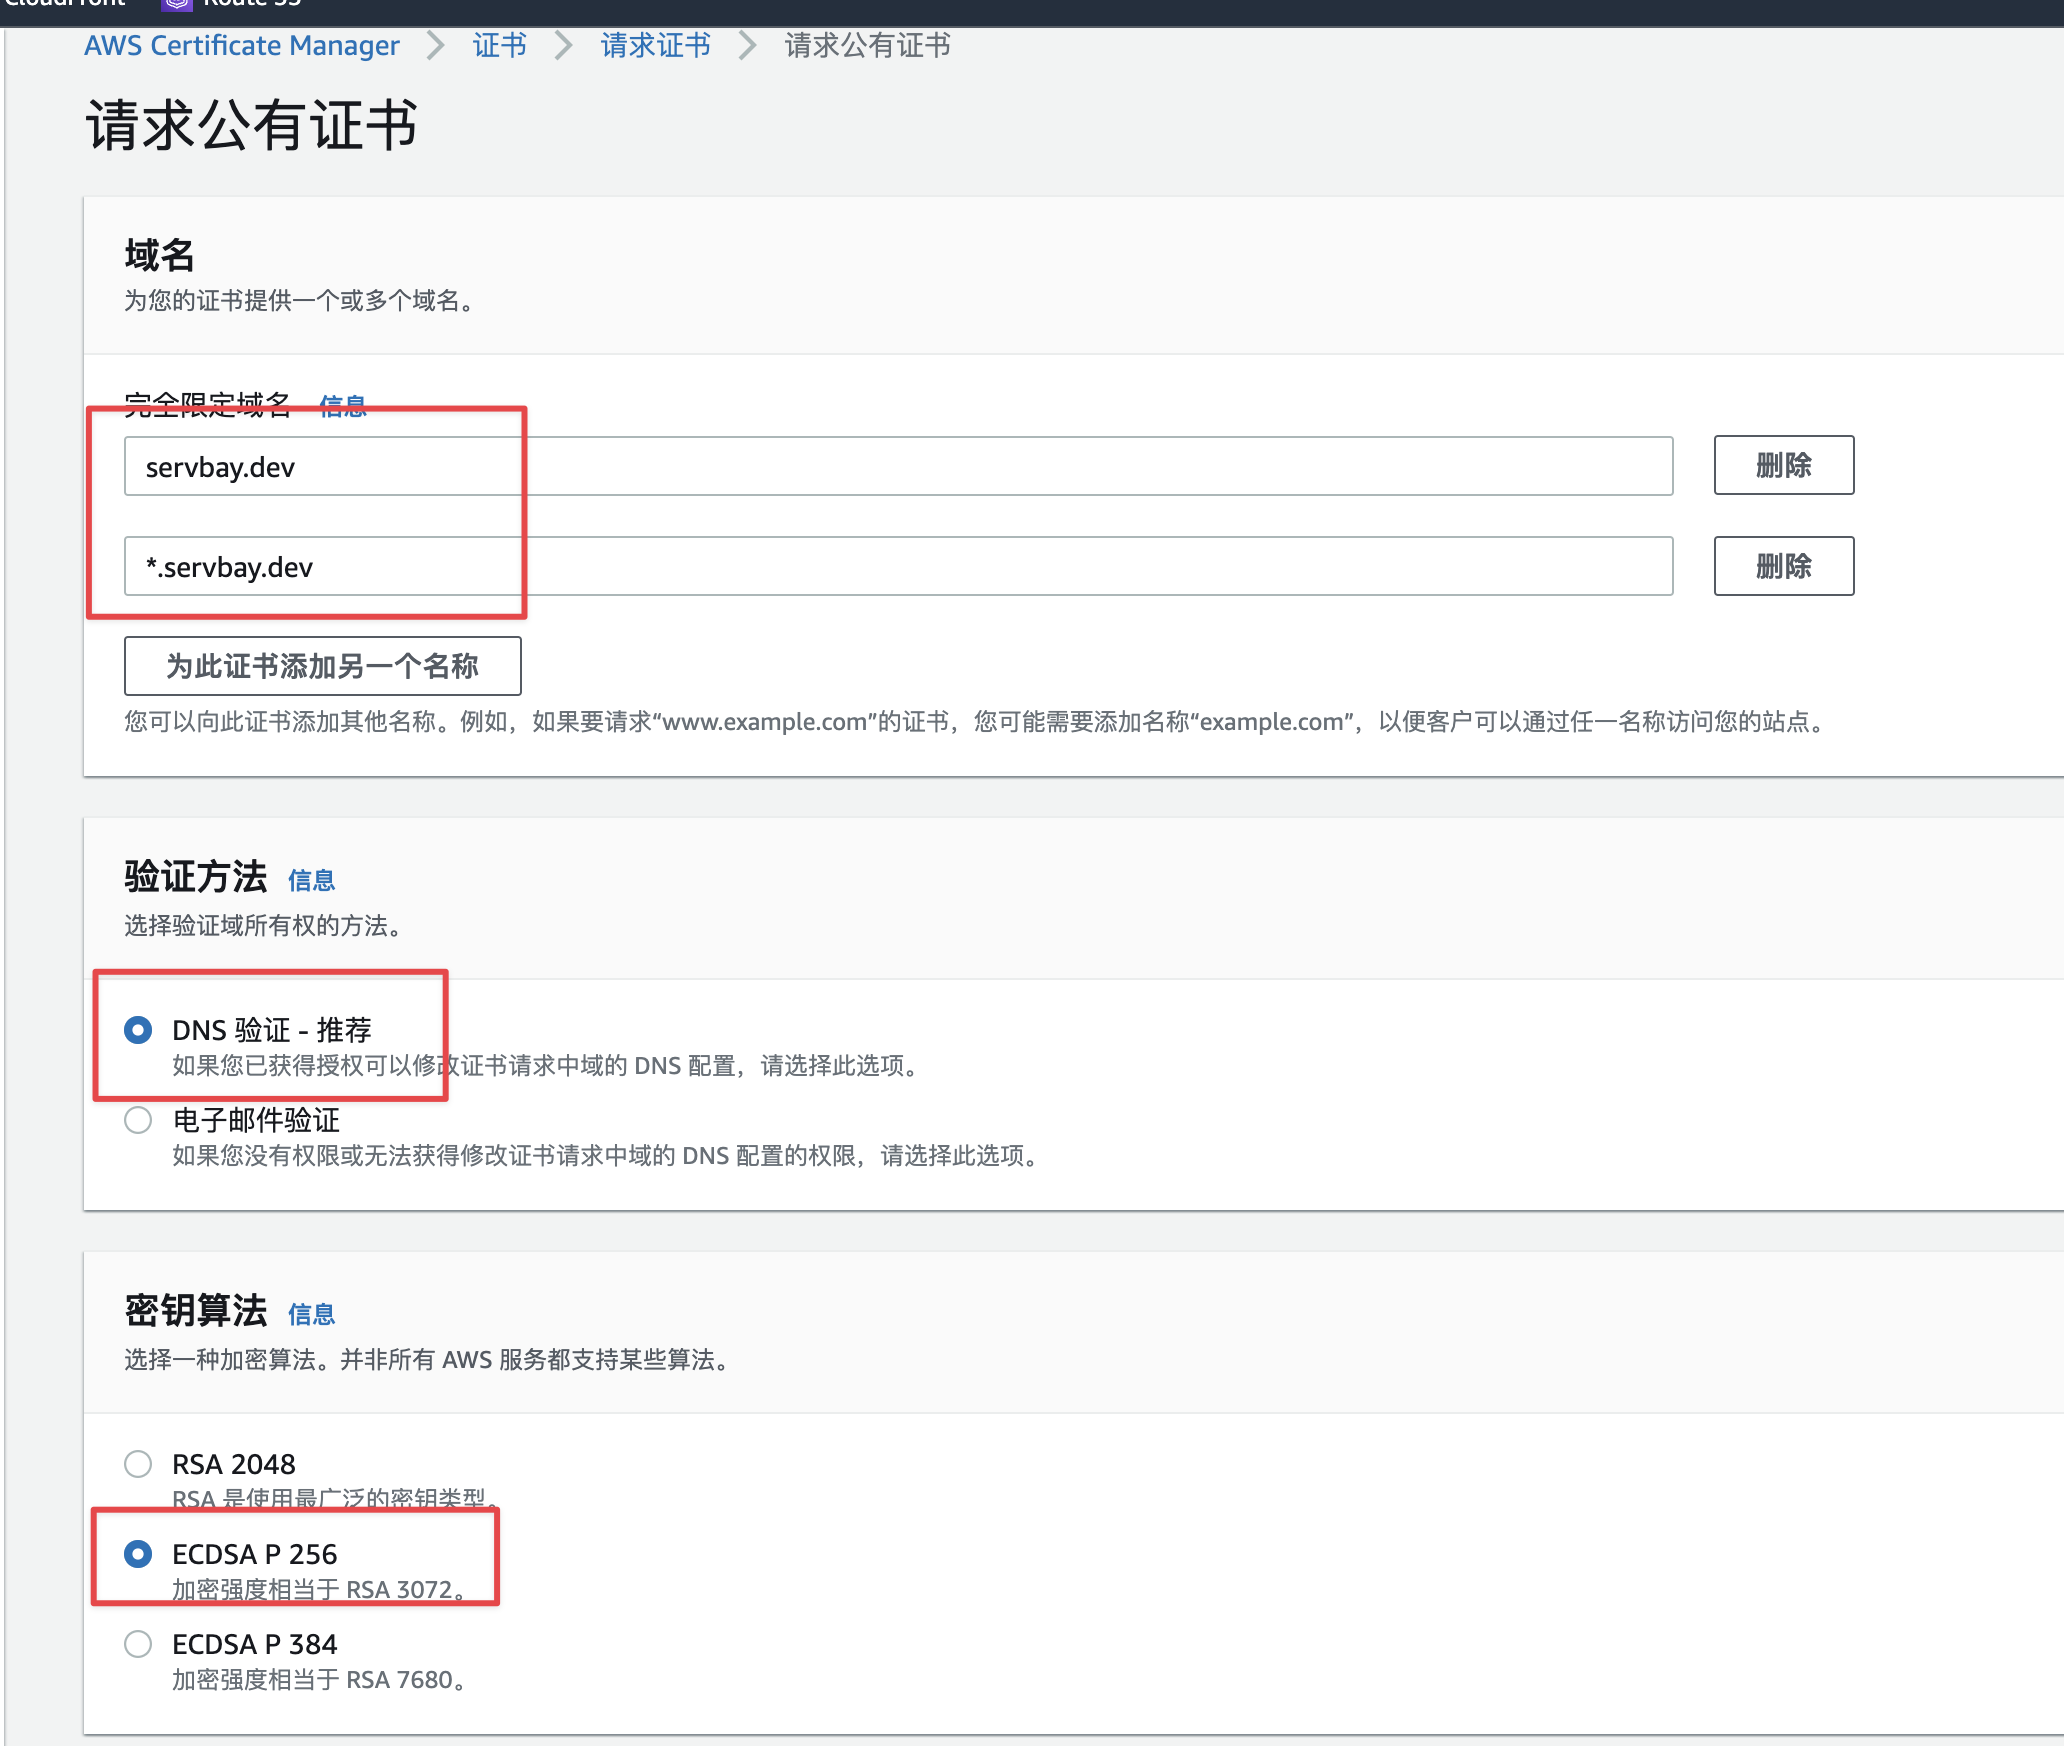 CloudFront Route 53
AWS Certificate Manager 证书 请求证书 请求公有证书
请求公有证书
域名
为您的证书提供一个或多个域名。
完全限定域名 信息
servbay.dev 删除
*.servbay.dev 删除
为此证书添加另一个名称
您可以向此证书添加其他名称。例如，如果要请求“www.example.com”的证书，您可能需要添加名称“example.com”，以便客户可以通过任一名称访问您的站点。
验证方法 信息
选择验证域所有权的方法。
DNS 验证 - 推荐
如果您已获得授权可以修改证书请求中域的 DNS 配置，请选择此选项。
电子邮件验证
如果您没有权限或无法获得修改证书请求中域的 DNS 配置的权限，请选择此选项。
密钥算法 信息
选择一种加密算法。并非所有 AWS 服务都支持某些算法。
RSA 2048
RSA 是使用最广泛的密钥类型。
ECDSA P 256
加密强度相当于 RSA 3072。
ECDSA P 384
加密强度相当于 RSA 7680。